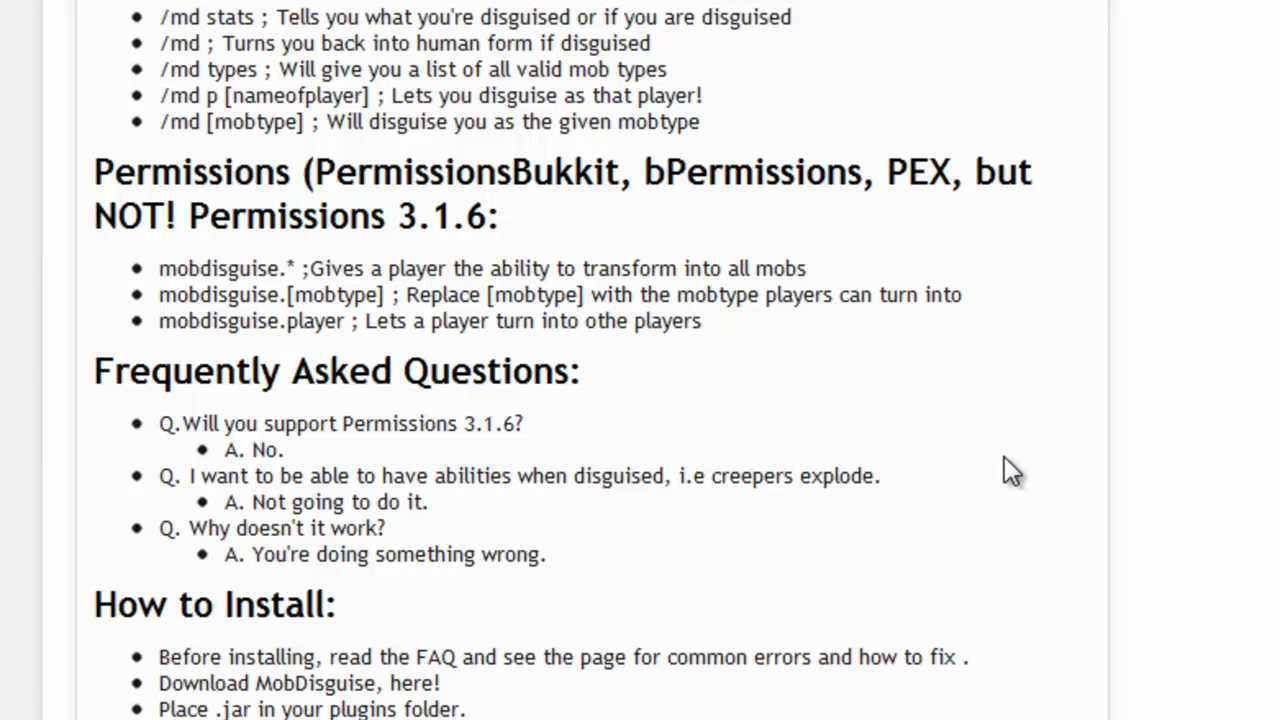 /md stats ; Tells you what you're disguised or if you are disguised
/md ; Turns you back into human form if disguised
/md types ; Will give you a list of all valid mob types
/md p [nameofplayer] ; Lets you disguise as that player!
/md [mobtype] ; Will disguise you as the given mobtype
Permissions (PermissionsBukkit, bPermissions, PEX, but
NOT! Permissions 3.1.6:
mobdisguise.* ;Gives a player the ability to transform into all mobs
mobdisguise.[mobtype] ; Replace [mobtype] with the mobtype players can turn into
mobdisguise.player ; Lets a player turn into othe players
Frequently Asked Questions:
Q.Will you support Permissions 3.1.6?
A. No.
Q. I want to be able to have abilities when disguised, i.e creepers explode.
A. Not going to do it.
Q. Why doesn't it work?
A. You're doing something wrong.
How to Install:
Before installing, read the FAQ and see the page for common errors and how to fix .
Download MobDisguise, here!
Place .jar in your plugins folder.